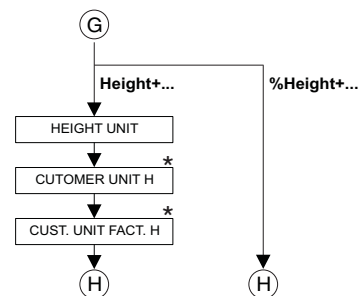 G
Height+...
%Height+...
HEIGHT UNIT
*
CUTOMER UNIT H
*
CUST. UNIT FACT. H
H
H